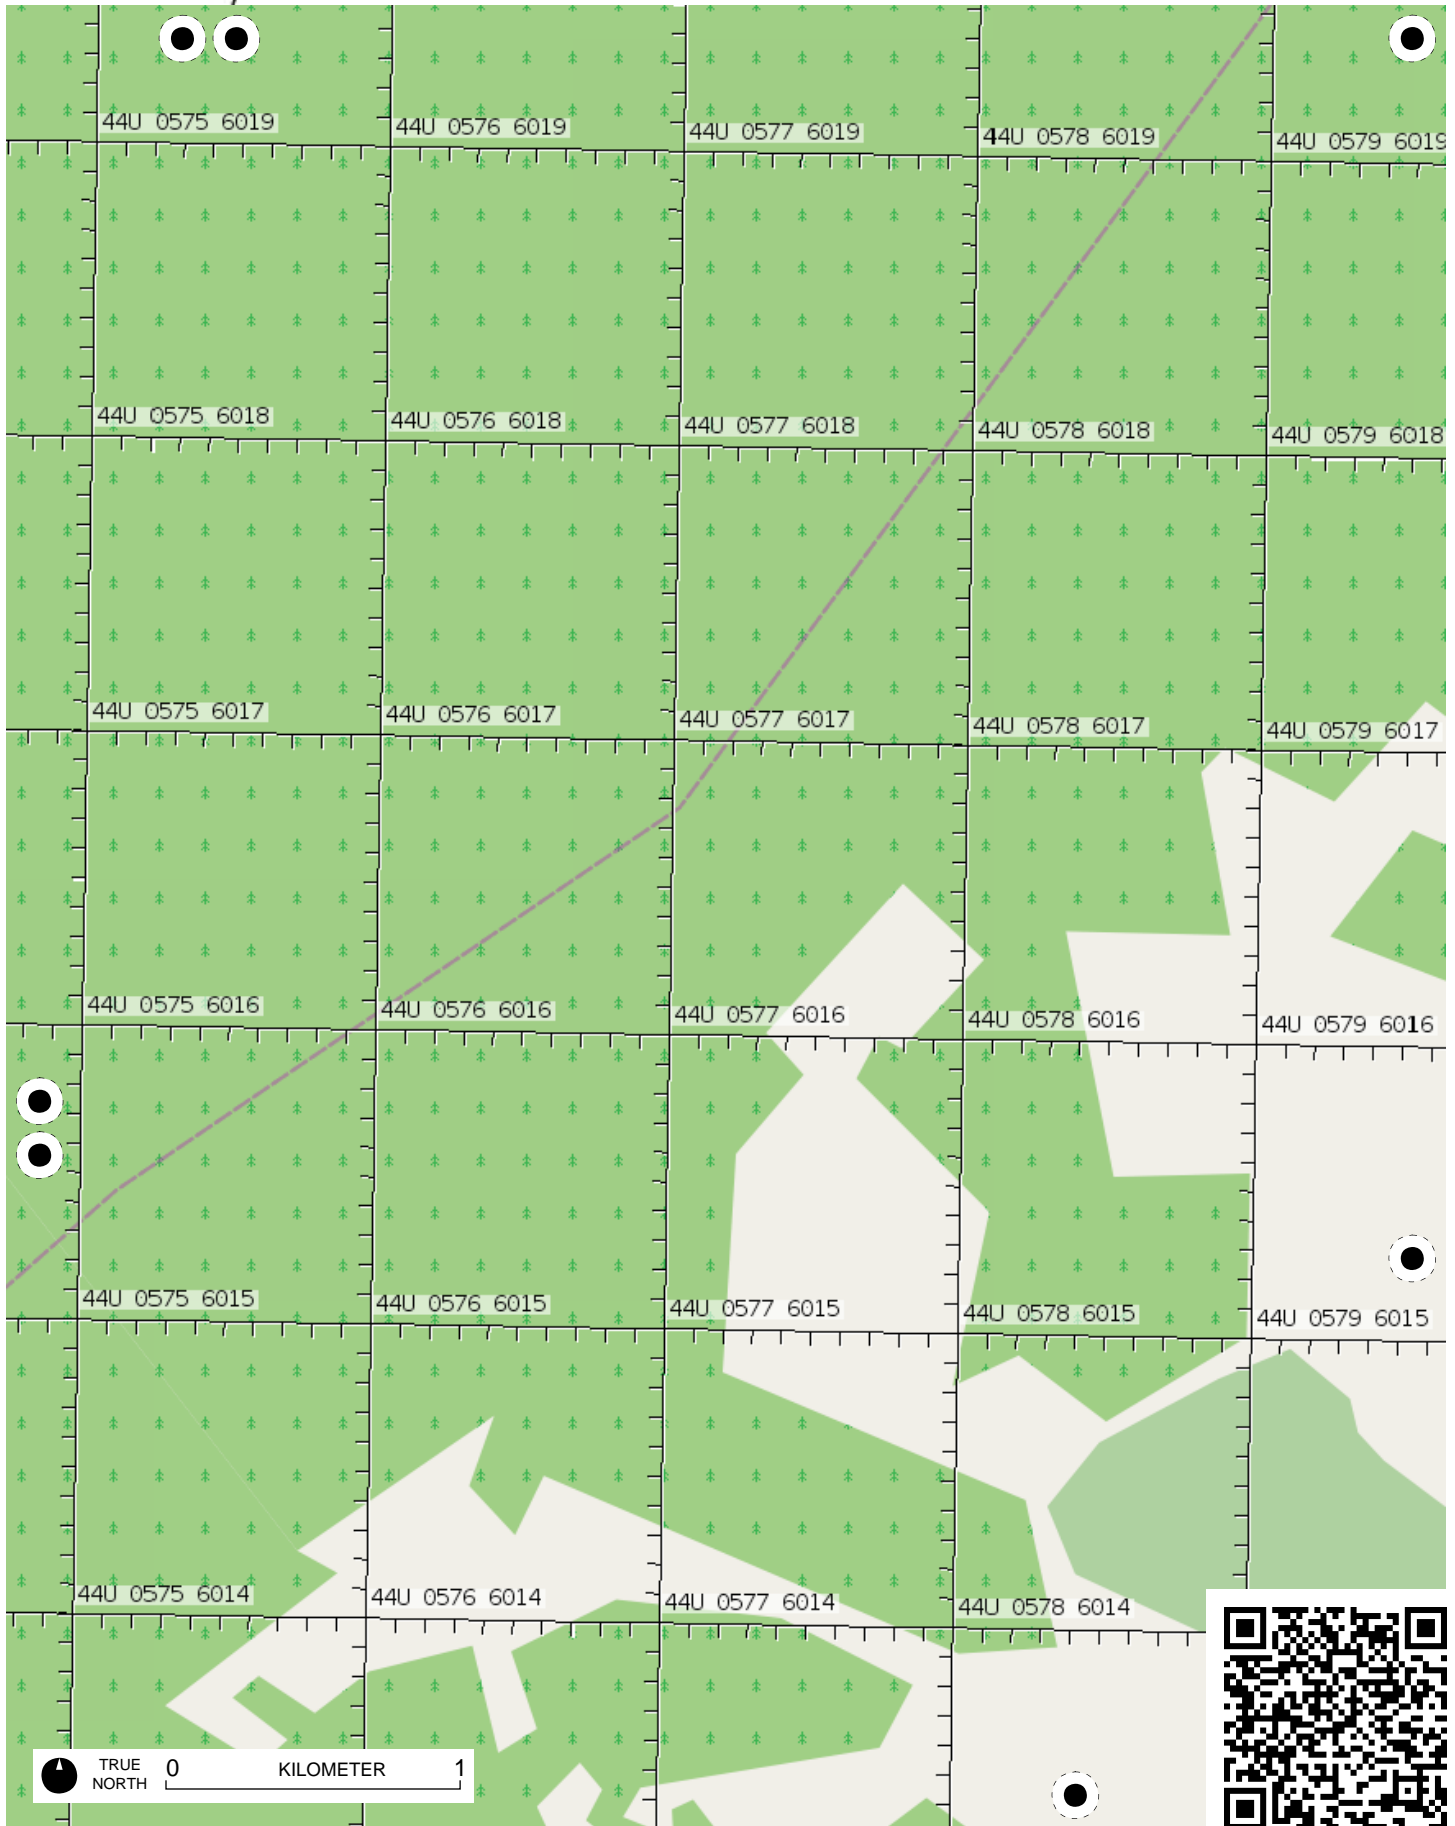 44U 0575 6019
44U 0576 6019
44U 0577 6019
44U 0578 6019
44U 0579 6019
44U 0575 6018
44U 0576 6018
44U 0577 6018
44U 0578 6018
44U 0579 6018
44U 0575 6017
44U 0576 6017
44U 0577 6017
44U 0578 6017
44U 0579 6017
44U 0575 6016
44U 0576 6016
44U 0577 6016
44U 0578 6016
44U 0579 6016
44U 0575 6015
44U 0576 6015
44U 0577 6015
44U 0578 6015
44U 0579 6015
44U 0575 6014
44U 0576 6014
44U 0577 6014
44U 0578 6014
TRUE NORTH
0 KILOMETER 1